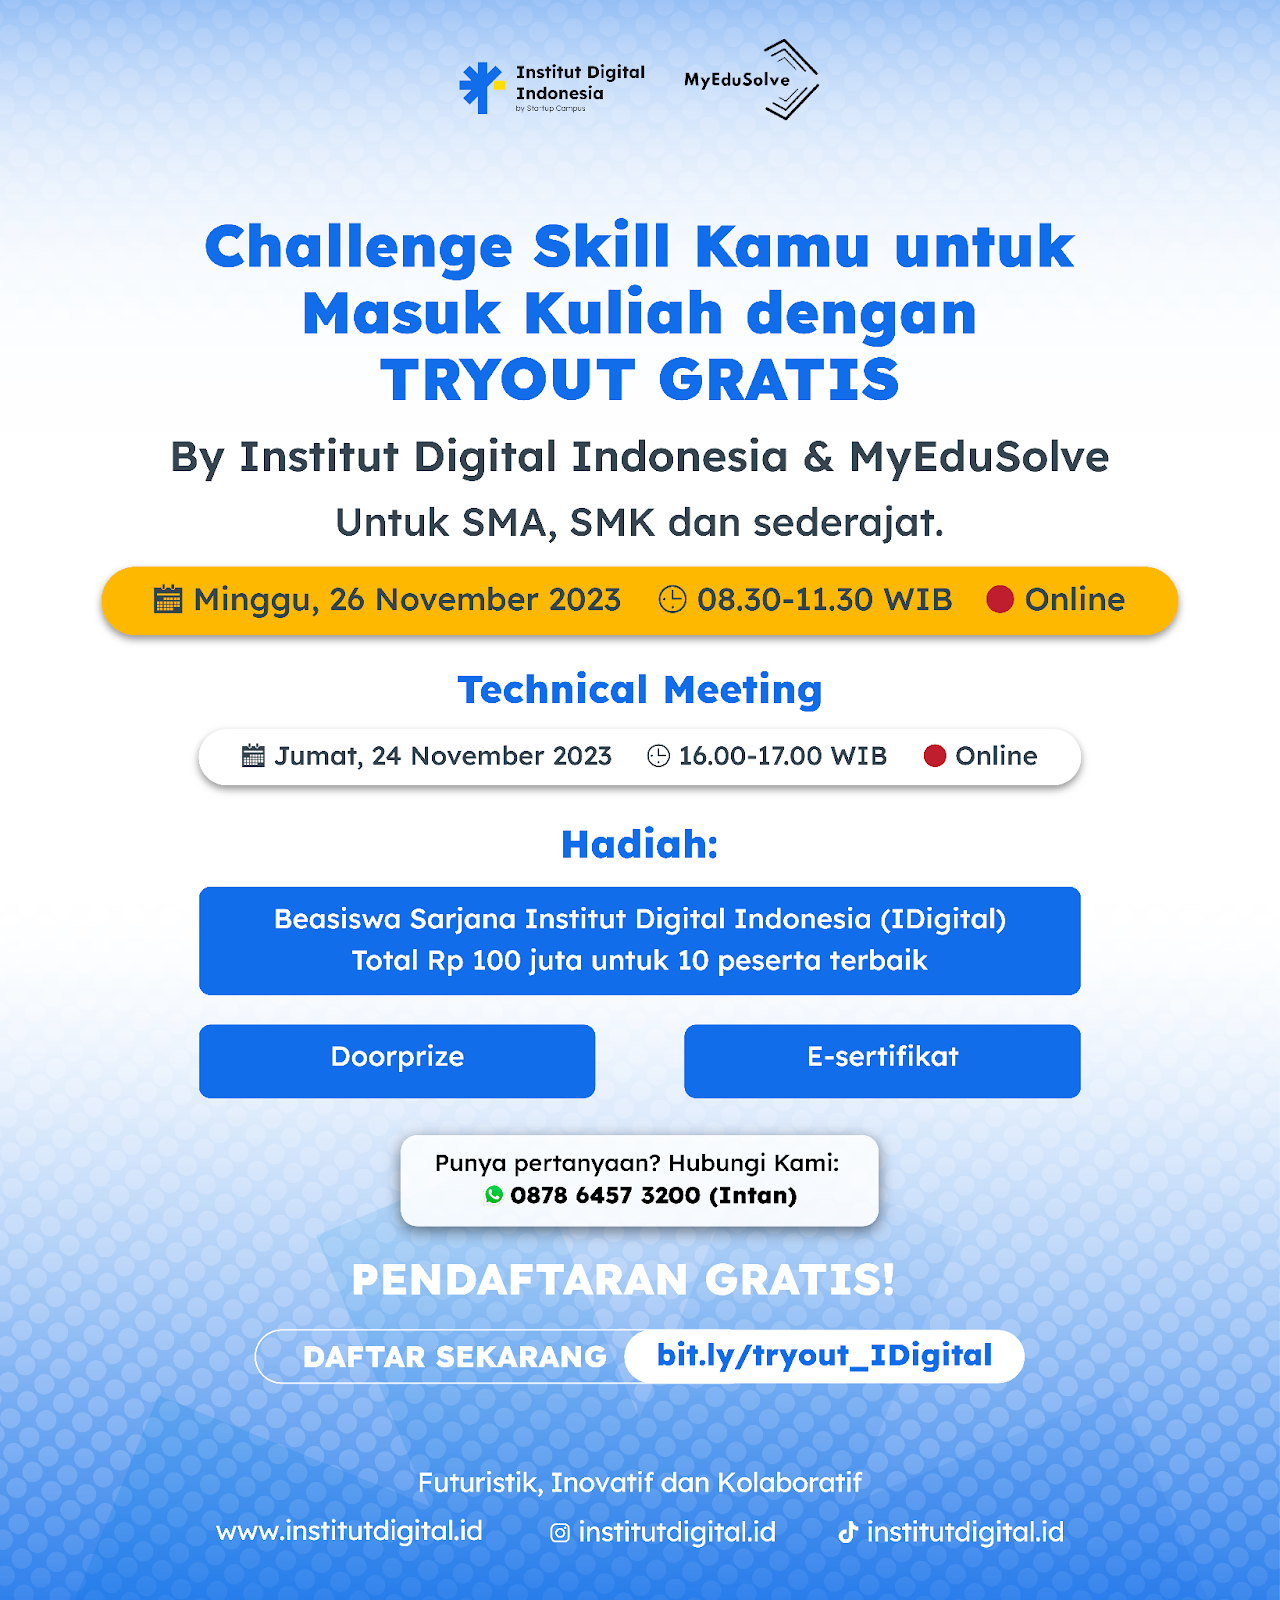 Institut Digital
Indonesia
by Startup Campus
MyEduSolve
Challenge Skill Kamu untuk
Masuk Kuliah dengan
TRYOUT GRATIS
By Institut Digital Indonesia & MyEduSolve
Untuk SMA, SMK dan sederajat.
Minggu, 26 November 2023 08.30-11.30 WIB Online
Technical Meeting
Jumat, 24 November 2023 16.00-17.00 WIB Online
Hadiah:
Beasiswa Sarjana Institut Digital Indonesia (IDigital)
Total Rp 100 juta untuk 10 peserta terbaik
Doorprize
E-sertifikat
Punya pertanyaan? Hubungi Kami:
0878 6457 3200 (Intan)
PENDAFTARAN GRATIS!
DAFTAR SEKARANG bit.ly/tryout_IDigital
Futuristik, Inovatif dan Kolaboratif
www.institutdigital.id institutdigital.id institutdigital.id